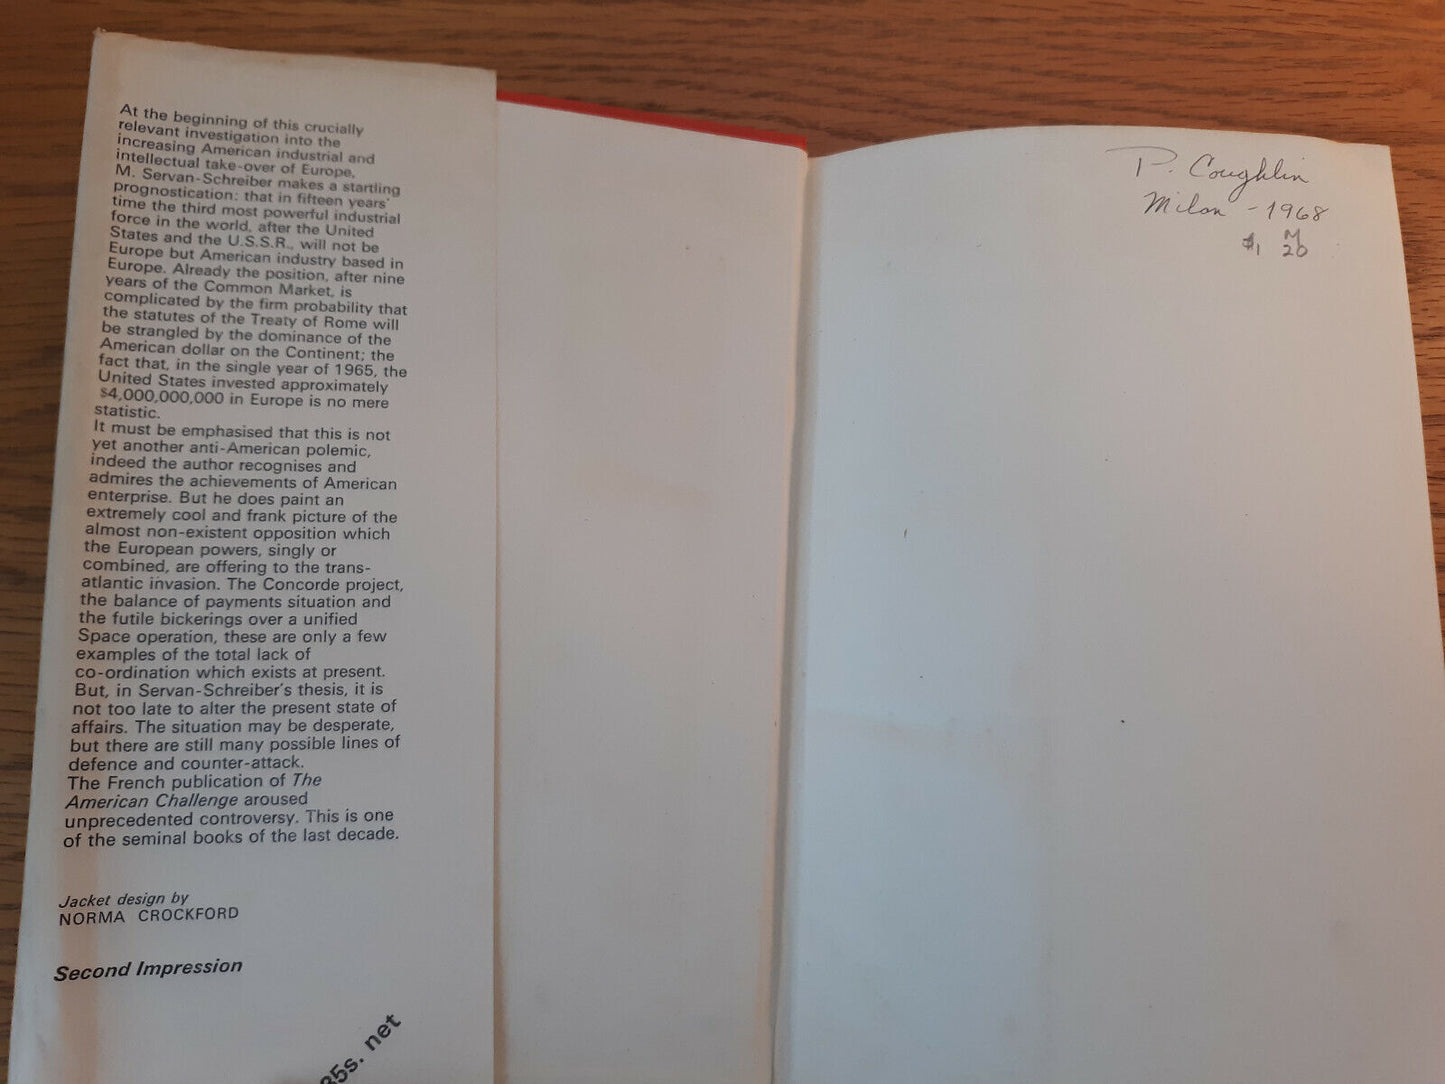 At the beginning of this crucially
relevant investigation into the
increasing American industrial and
intellectual take-over of Europe,
M. Servan-Schreiber makes a startling
prognostication: that in fifteen years'
time the third most powerful industrial
force in the world, after the United
States and the U.S.S.R., will not be
Europe but American industry based in
Europe. Already the position, after nine
years of the Common Market, is
complicated by the firm probability that
the statutes of the Treaty of Rome will
be strangled by the dominance of the
American dollar on the Continent; the
fact that, in the single year of 1965, the
United States invested approximately
$4,000,000,000 in Europe is no mere
statistic.
It must be emphasised that this is not
yet another anti-American polemic,
indeed the author recognises and
admires the achievements of American
enterprise. But he does paint an
extremely cool and frank picture of the
almost non-existent opposition which
the European powers, singly or
combined, are offering to the trans-
atlantic invasion. The Concorde project,
the balance of payments situation and
the futile bickerings over a unified
Space operation, these are only a few
examples of the total lack of
co-ordination which exists at present.
But, in Servan-Schreiber's thesis, it is
not too late to alter the present state of
affairs. The situation may be desperate,
but there are still many possible lines of
defence and counter-attack.
The French publication of The
American Challenge aroused
unprecedented controversy. This is one
of the seminal books of the last decade.
Jacket design by
NORMA CROCKFORD
Second Impression
35s. net
P. Coughlin
Milan - 1968
$1 M
20